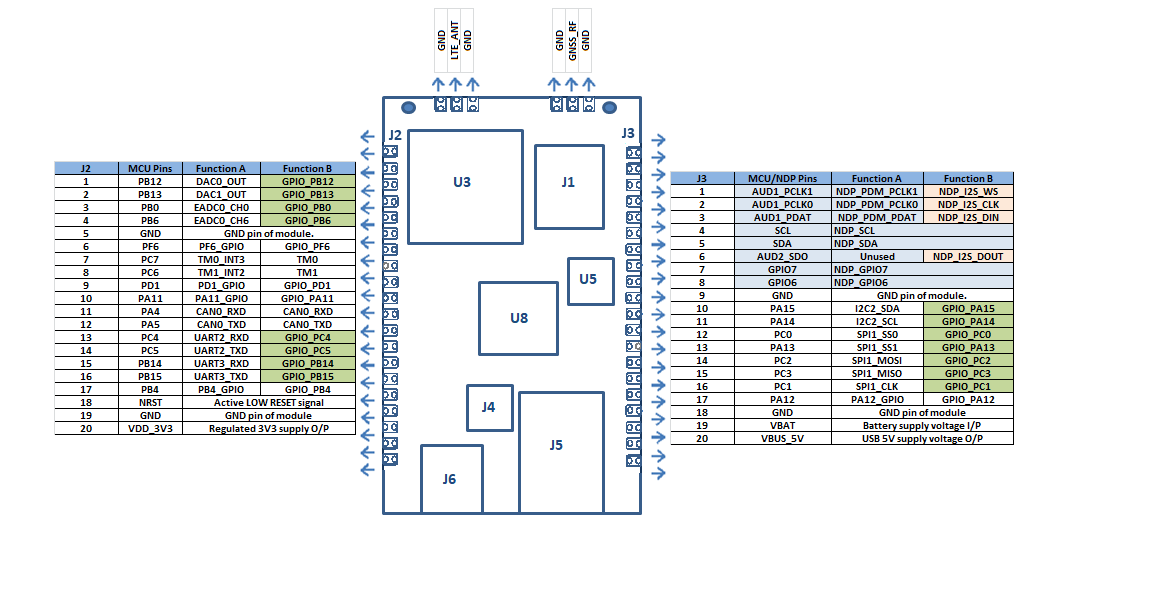 GND
LTE_ANT
GND
GND
GNSS_RF
GND
J2
J3
U3
J1
U5
U8
J4
J5
J6
J2 MCU Pins Function A Function B
1 PB12 DAC0_OUT GPIO_PB12
2 PB13 DAC1_OUT GPIO_PB13
3 PB0 EADC0_CH0 GPIO_PB0
4 PB6 EADC0_CH6 GPIO_PB6
5 GND GND pin of module.
6 PF6 PF6_GPIO GPIO_PF6
7 PC7 TM0_INT3 TM0
8 PC6 TM1_INT2 TM1
9 PD1 PD1_GPIO GPIO_PD1
10 PA11 PA11_GPIO GPIO_PA11
11 PA4 CAN0_RXD CAN0_RXD
12 PA5 CAN0_TXD CAN0_TXD
13 PC4 UART2_RXD GPIO_PC4
14 PC5 UART2_TXD GPIO_PC5
15 PB14 UART3_RXD GPIO_PB14
16 PB15 UART3_TXD GPIO_PB15
17 PB4 PB4_GPIO GPIO_PB4
18 NRST Active LOW RESET signal
19 GND GND pin of module
20 VDD_3V3 Regulated 3V3 supply O/P
J3 MCU/NDP Pins Function A Function B
1 AUD1_PCLK1 NDP_PDM_PCLK1 NDP_I2S_WS
2 AUD1_PCLK0 NDP_PDM_PCLK0 NDP_I2S_CLK
3 AUD1_PDAT NDP_PDM_PDAT NDP_I2S_DIN
4 SCL NDP_SCL
5 SDA NDP_SDA
6 AUD2_SDO Unused NDP_I2S_DOUT
7 GPIO7 NDP_GPIO7
8 GPIO6 NDP_GPIO6
9 GND GND pin of module.
10 PA15 I2C2_SDA GPIO_PA15
11 PA14 I2C2_SCL GPIO_PA14
12 PC0 SPI1_SS0 GPIO_PC0
13 PA13 SPI1_SS1 GPIO_PA13
14 PC2 SPI1_MOSI GPIO_PC2
15 PC3 SPI1_MISO GPIO_PC3
16 PC1 SPI1_CLK GPIO_PC1
17 PA12 PA12_GPIO GPIO_PA12
18 GND GND pin of module
19 VBAT Battery supply voltage I/P
20 VBUS_5V USB 5V supply voltage O/P